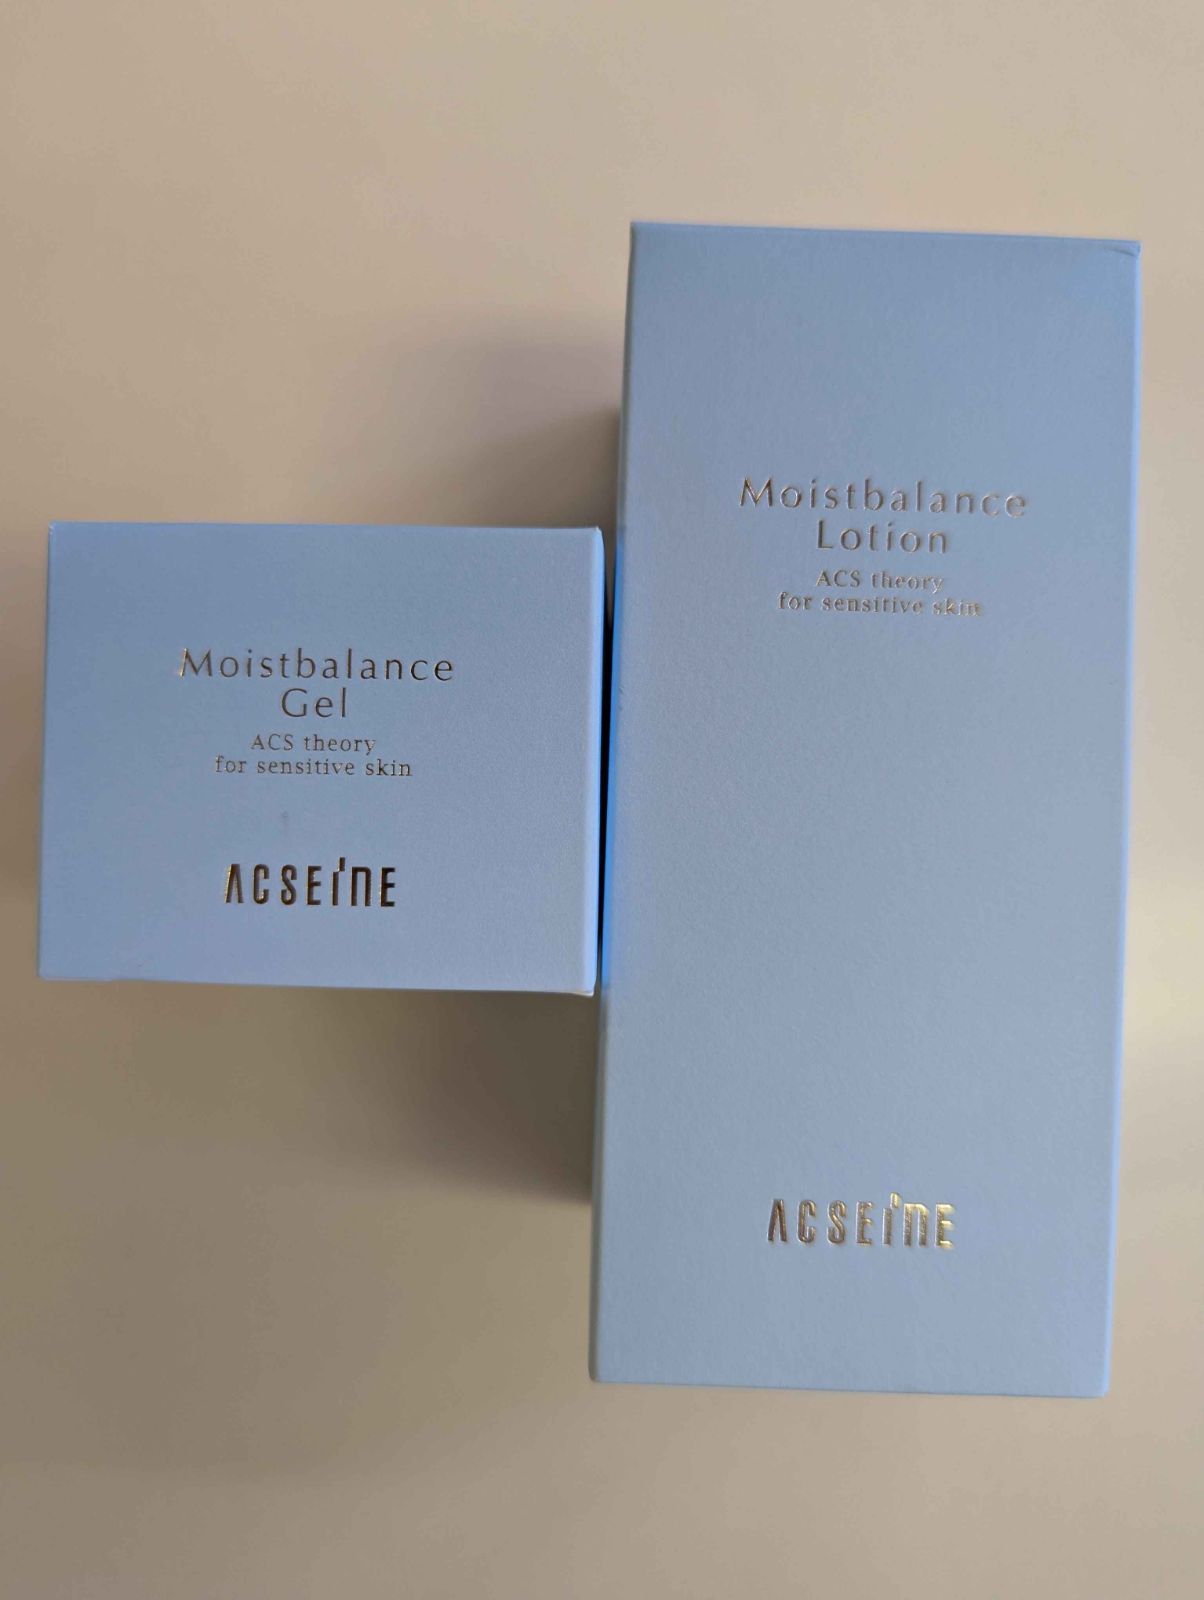 Moistbalance
Gel
ACS theory
for sensitive skin
ACSEINE
Moistbalance
Lotion
ACS theory
for sensitive skin
ACSEINE